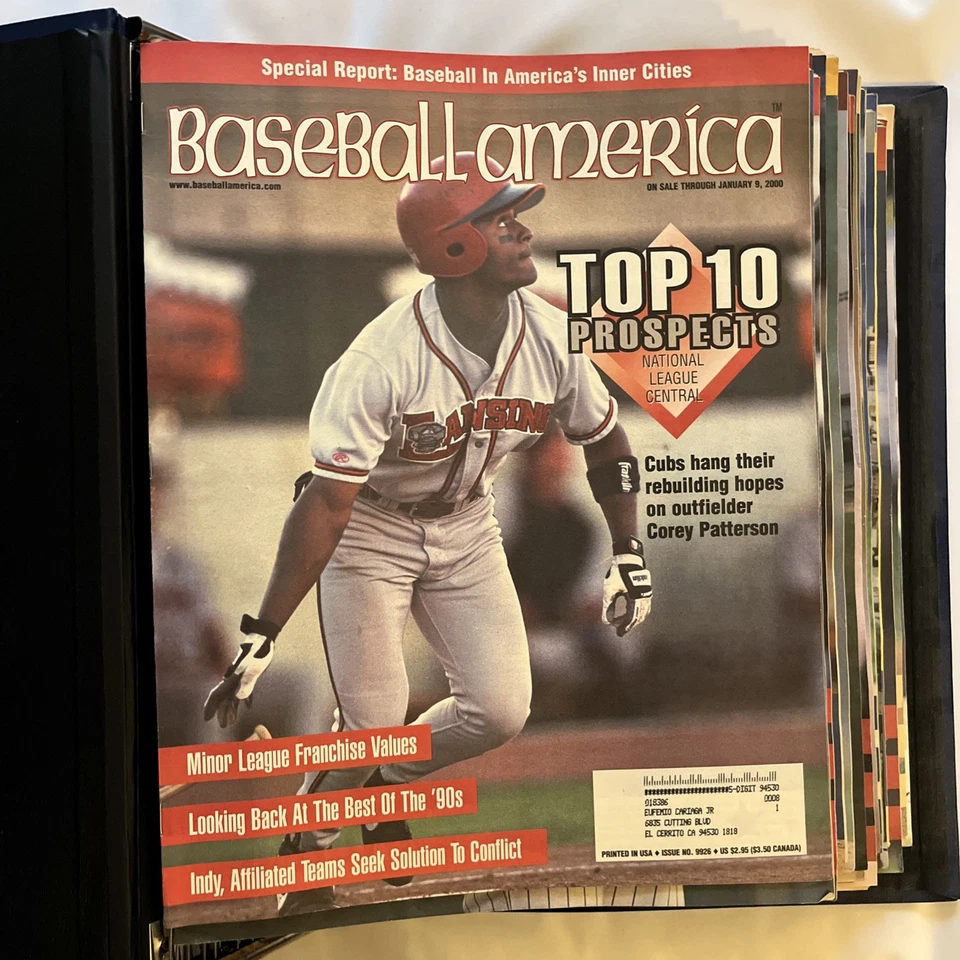 Special Report: Baseball In America's Inner Cities
BaseBall america
TM
www.baseballamerica.com
ON SALE THROUGH JANUARY 9, 2000
TOP 10
PROSPECTS
NATIONAL
LEAGUE
CENTRAL
LANSING
Cubs hang their
rebuilding hopes
on outfielder
Corey Patterson
Franklin
Minor League Franchise Values
Looking Back At The Best Of The '90s
Indy, Affiliated Teams Seek Solution To Conflict
5-DIGIT 94530
018386 0008
EUFEMIO CARIAGA JR 1
6835 CUTTING BLVD
EL CERRITO CA 94530 1818
PRINTED IN USA ♦ ISSUE NO. 9926 ♦ US $2.95 ($3.50 CANADA)